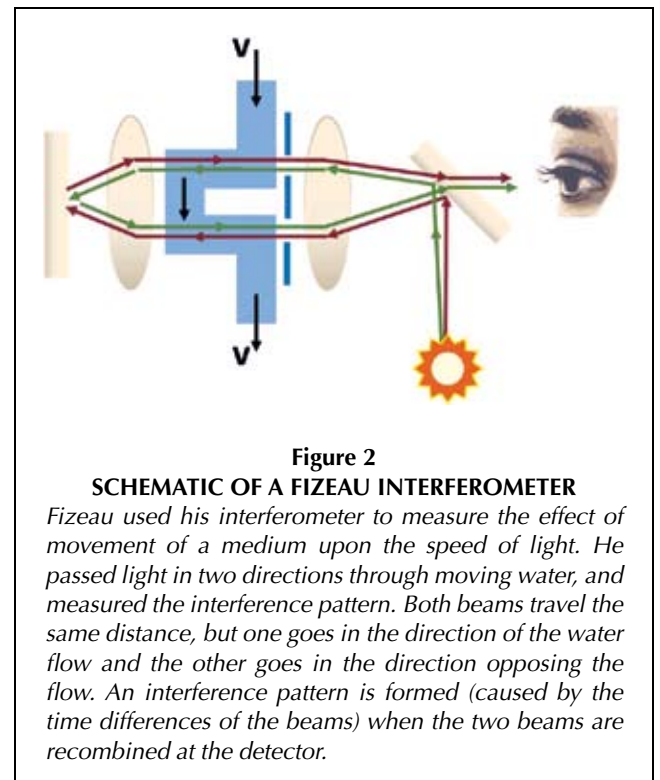 v
v
Figure 2
SCHEMATIC OF A FIZEAU INTERFEROMETER
Fizeau used his interferometer to measure the effect of
movement of a medium upon the speed of light. He
passed light in two directions through moving water, and
measured the interference pattern. Both beams travel the
same distance, but one goes in the direction of the water
flow and the other goes in the direction opposing the
flow. An interference pattern is formed (caused by the
time differences of the beams) when the two beams are
recombined at the detector.